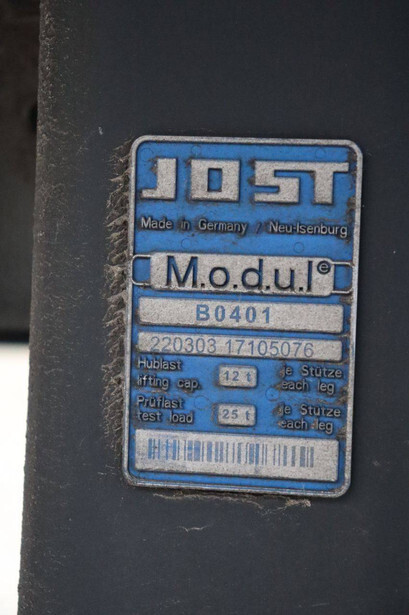 JOST
Made in Germany / Neu-Isenburg
M.o.d.u.l®
B0401
220303 17105076
Hublast 12 t je Stütze
lifting cap. each leg
Prüflast 25 t je Stütze
test load each leg